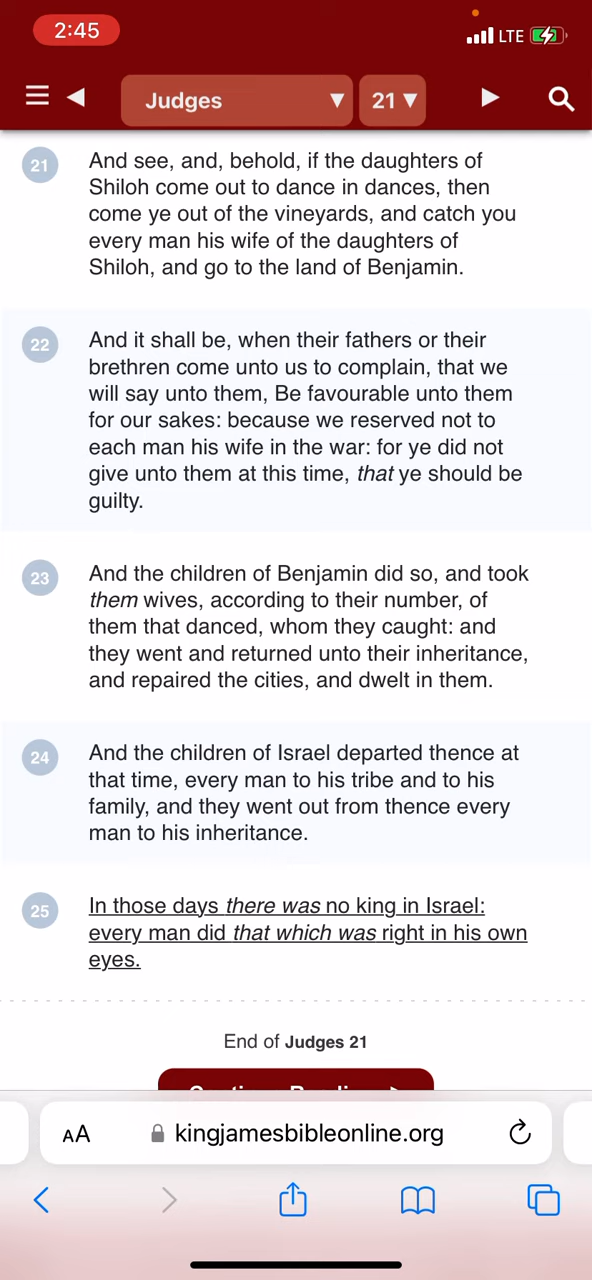 2:45
LTE
Judges ▼ 21 ▼
21 And see, and, behold, if the daughters of
Shiloh come out to dance in dances, then
come ye out of the vineyards, and catch you
every man his wife of the daughters of
Shiloh, and go to the land of Benjamin.
22 And it shall be, when their fathers or their
brethren come unto us to complain, that we
will say unto them, Be favourable unto them
for our sakes: because we reserved not to
each man his wife in the war: for ye did not
give unto them at this time, that ye should be
guilty.
23 And the children of Benjamin did so, and took
them wives, according to their number, of
them that danced, whom they caught: and
they went and returned unto their inheritance,
and repaired the cities, and dwelt in them.
24 And the children of Israel departed thence at
that time, every man to his tribe and to his
family, and they went out from thence every
man to his inheritance.
25 In those days there was no king in Israel:
every man did that which was right in his own
eyes.
End of Judges 21
AA kingjamesbibleonline.org